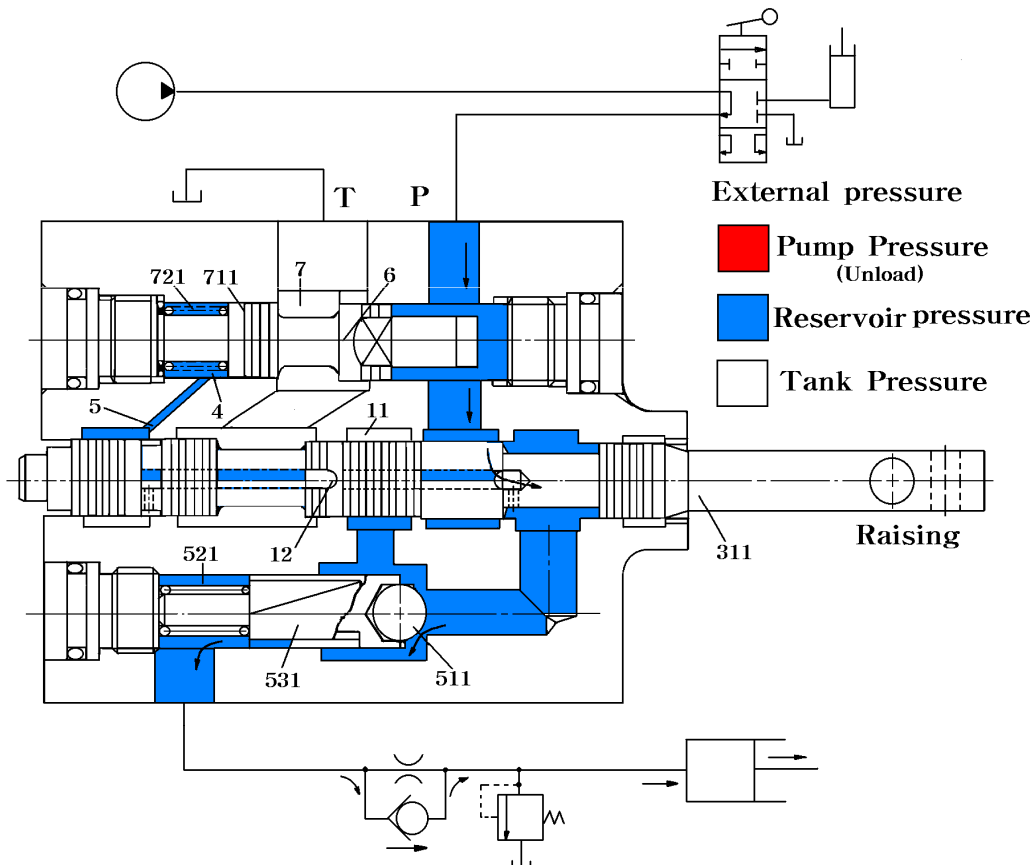 T
P
External pressure
Pump Pressure
(Unload)
Reservoir pressure
Tank Pressure
721
711
7
6
5
4
11
12
311
Raising
521
531
511